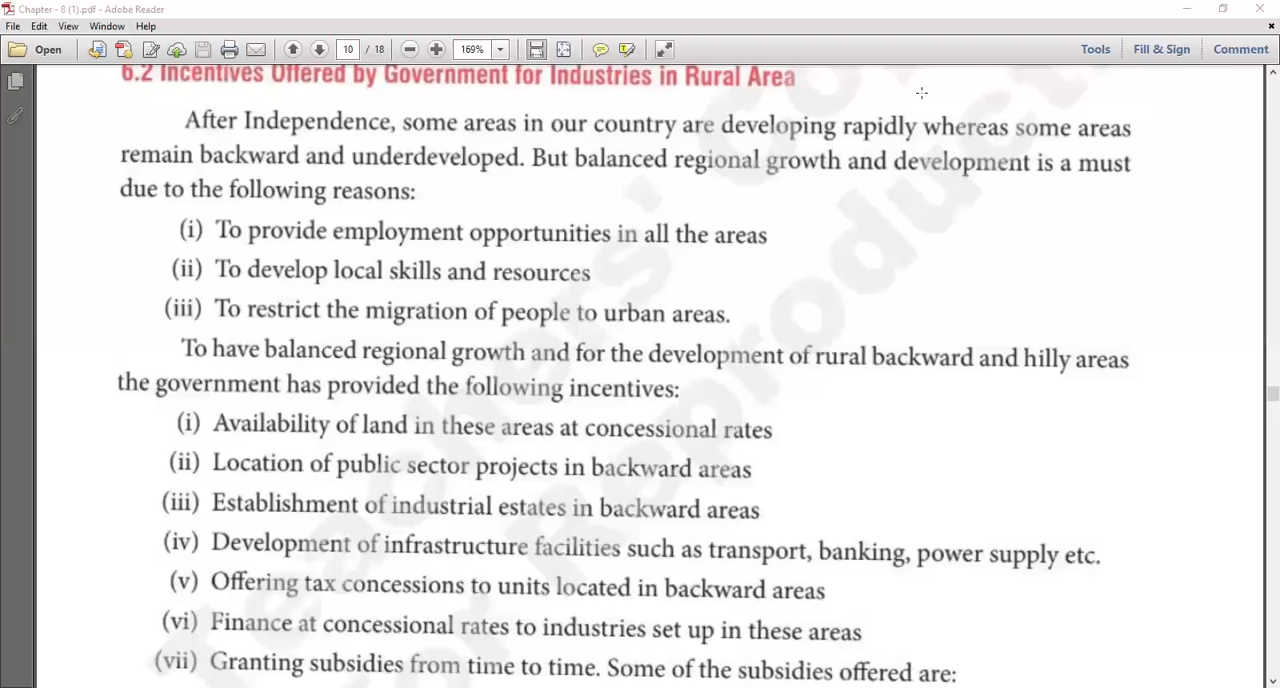 Chapter - 8 (1).pdf - Adobe Reader
File Edit View Window Help
Open 10 / 18 169% Tools Fill & Sign Comment
6.2 Incentives Offered by Government for Industries in Rural Area
After Independence, some areas in our country are developing rapidly whereas some areas
remain backward and underdeveloped. But balanced regional growth and development is a must
due to the following reasons:
(i) To provide employment opportunities in all the areas
(ii) To develop local skills and resources
(iii) To restrict the migration of people to urban areas.
To have balanced regional growth and for the development of rural backward and hilly areas
the government has provided the following incentives:
(i) Availability of land in these areas at concessional rates
(ii) Location of public sector projects in backward areas
(iii) Establishment of industrial estates in backward areas
(iv) Development of infrastructure facilities such as transport, banking, power supply etc.
(v) Offering tax concessions to units located in backward areas
(vi) Finance at concessional rates to industries set up in these areas
(vii) Granting subsidies from time to time. Some of the subsidies offered are: